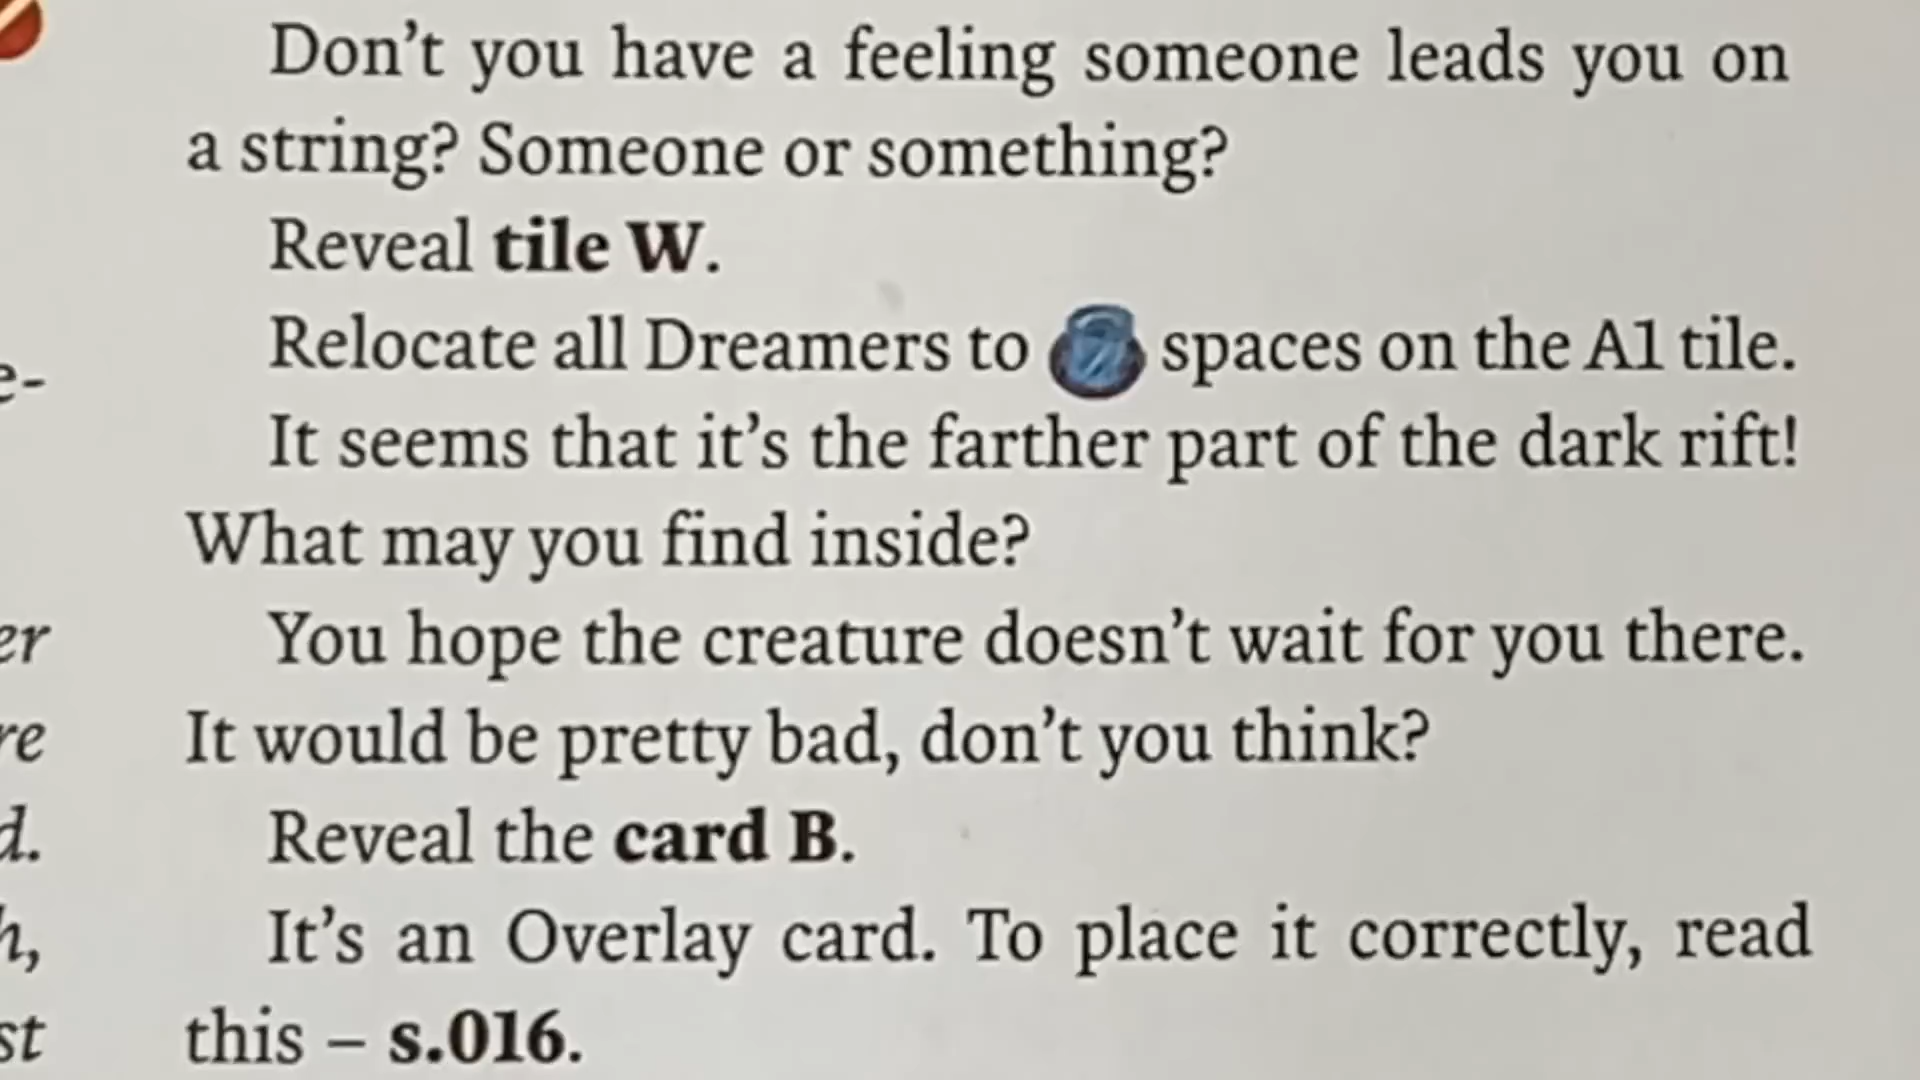 Don't you have a feeling someone leads you on
a string? Someone or something?
Reveal tile W.
Relocate all Dreamers to spaces on the A1 tile.
e-
It seems that it's the farther part of the dark rift!
What may you find inside?
er
You hope the creature doesn't wait for you there.
re
It would be pretty bad, don't you think?
d.
Reveal the card B.
h,
It's an Overlay card. To place it correctly, read
st
this – s.016.